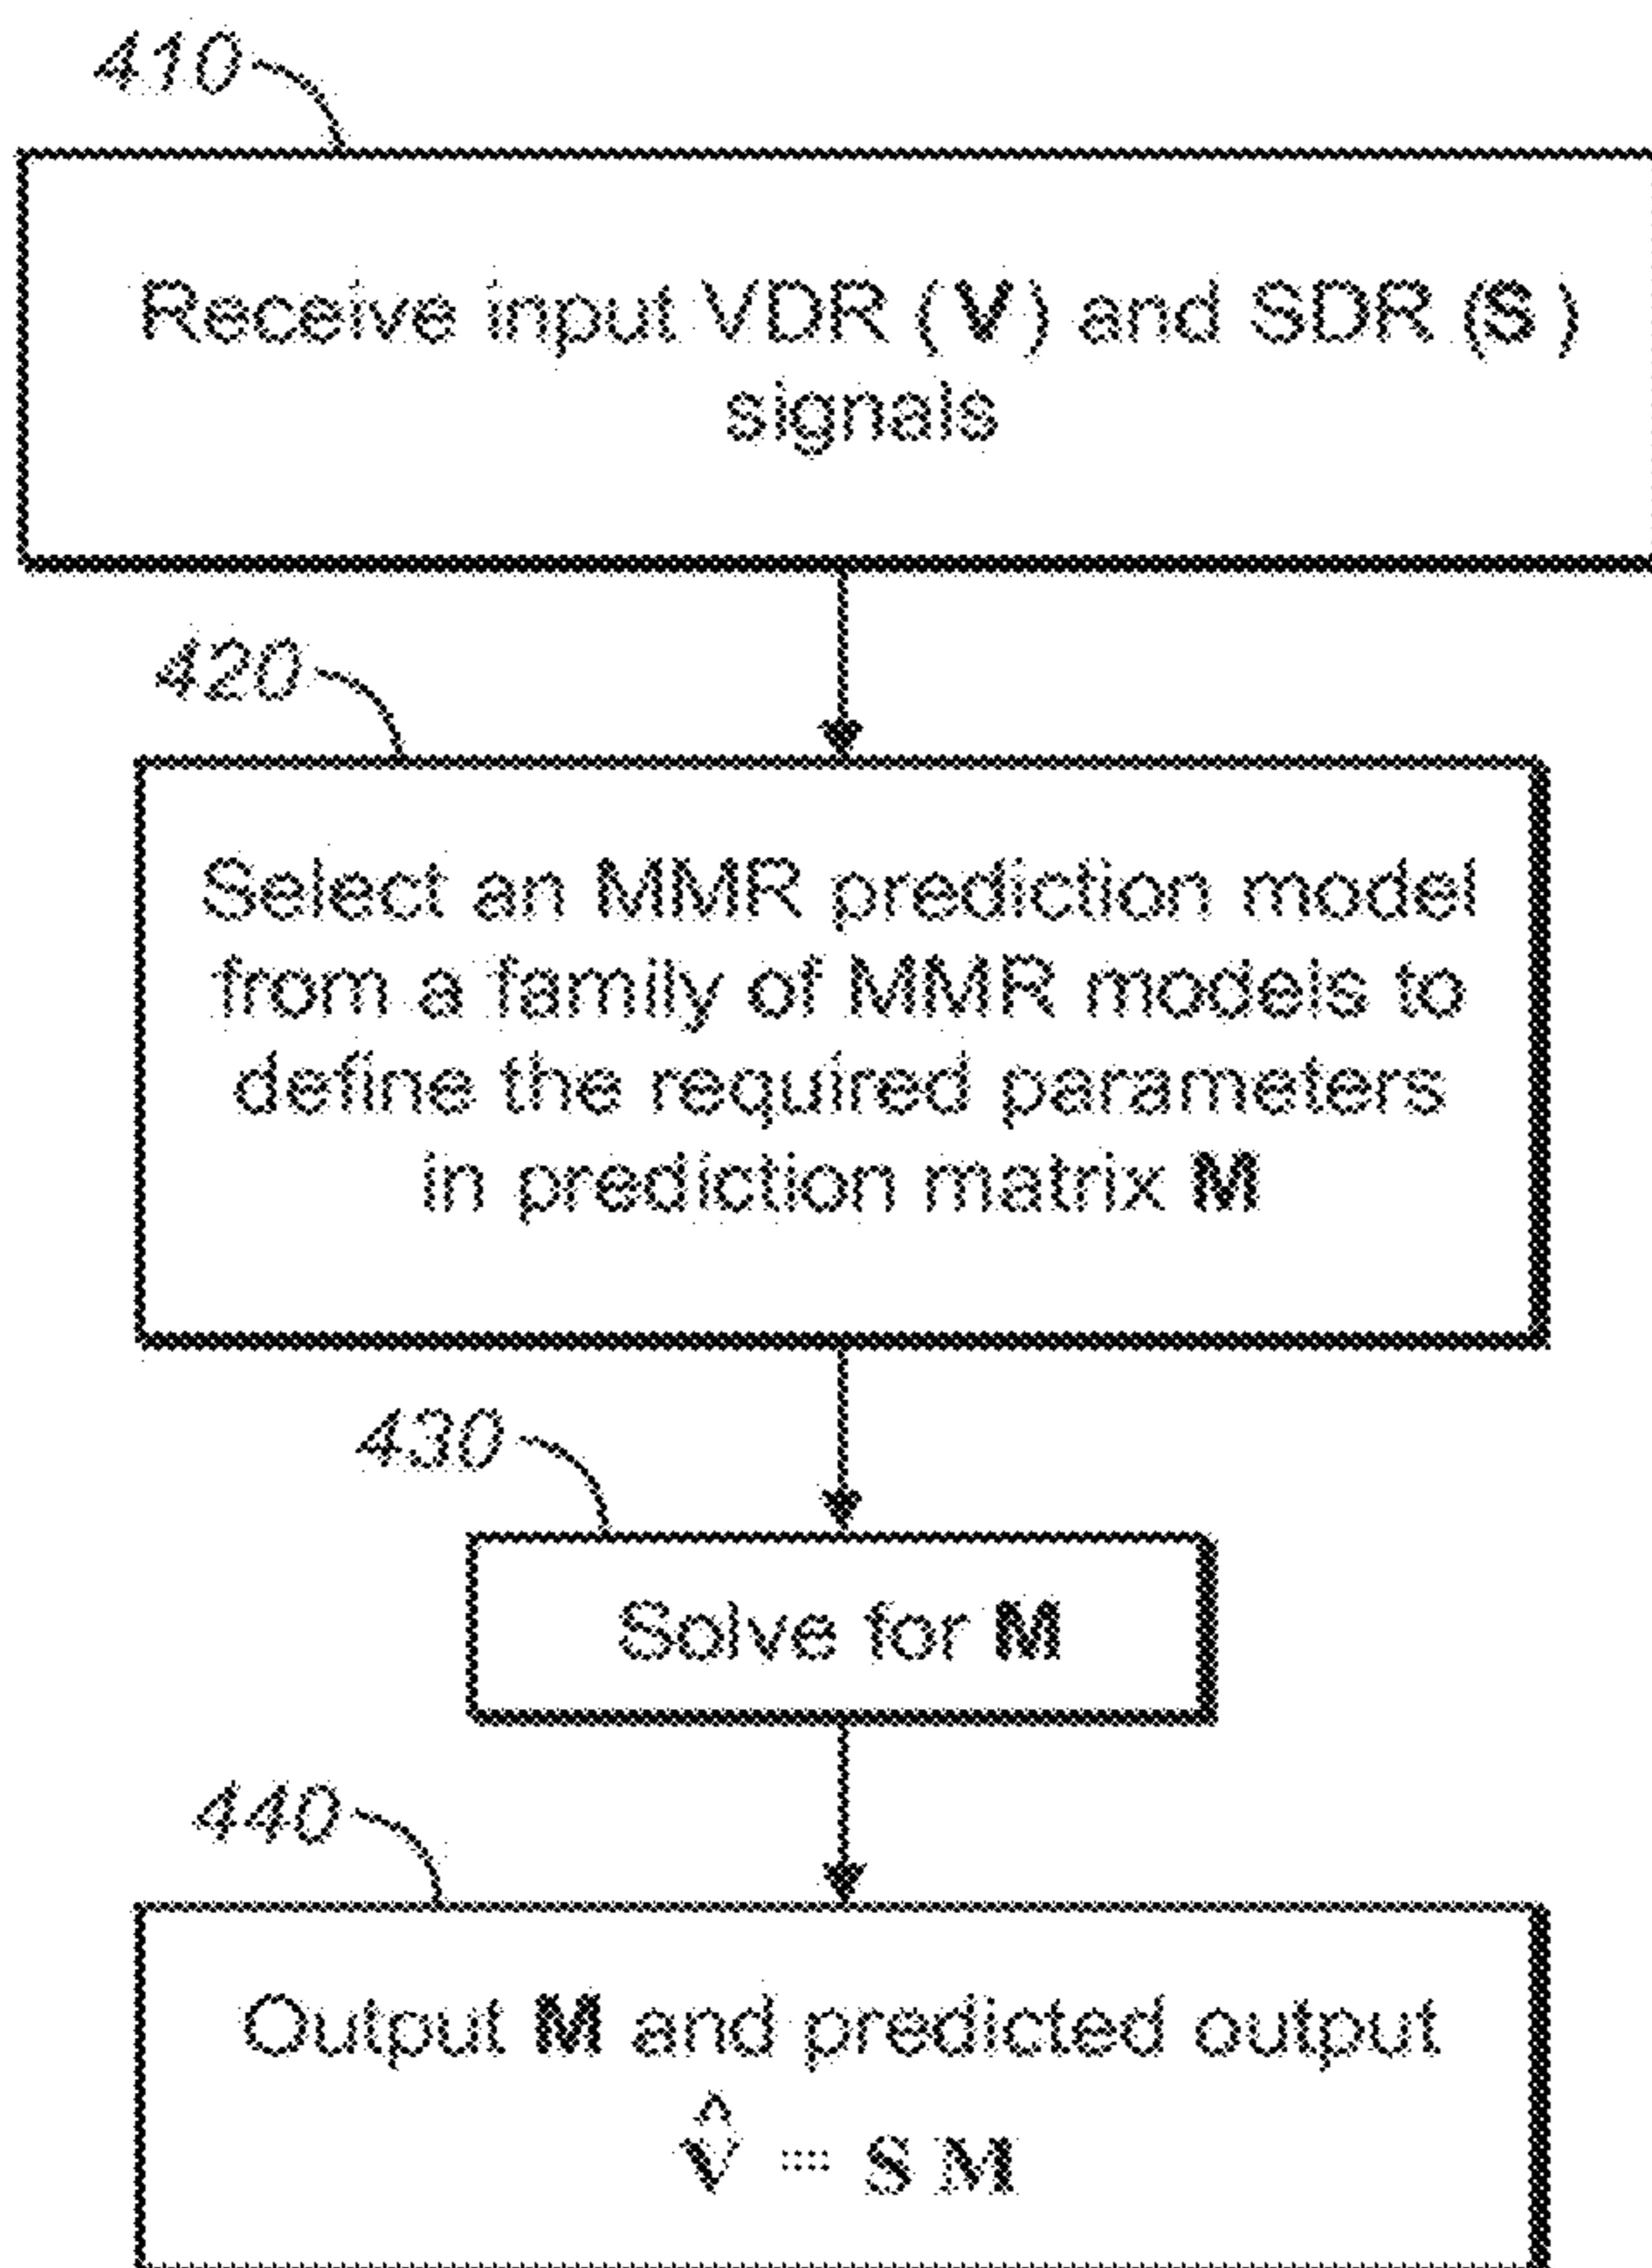 410
Receive input VDR (V) and SDR (S)
signals
420
Select an MMR prediction model
from a family of MMR models to
define the required parameters
in prediction matrix M
430
Solve for M
440
Output M and predicted output
V̂ = S M